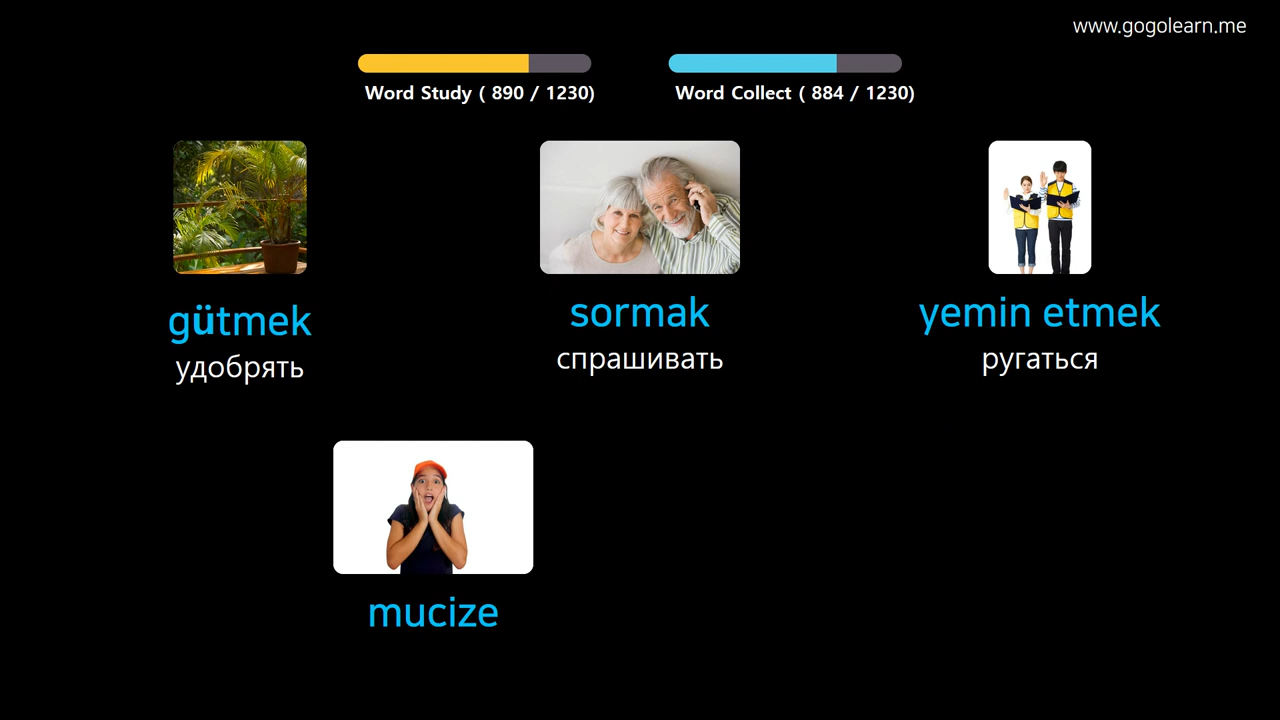 www.gogolearn.me
Word Study ( 890 / 1230)
Word Collect ( 884 / 1230)
gütmek
удобрять
sormak
спрашивать
yemin etmek
ругаться
mucize